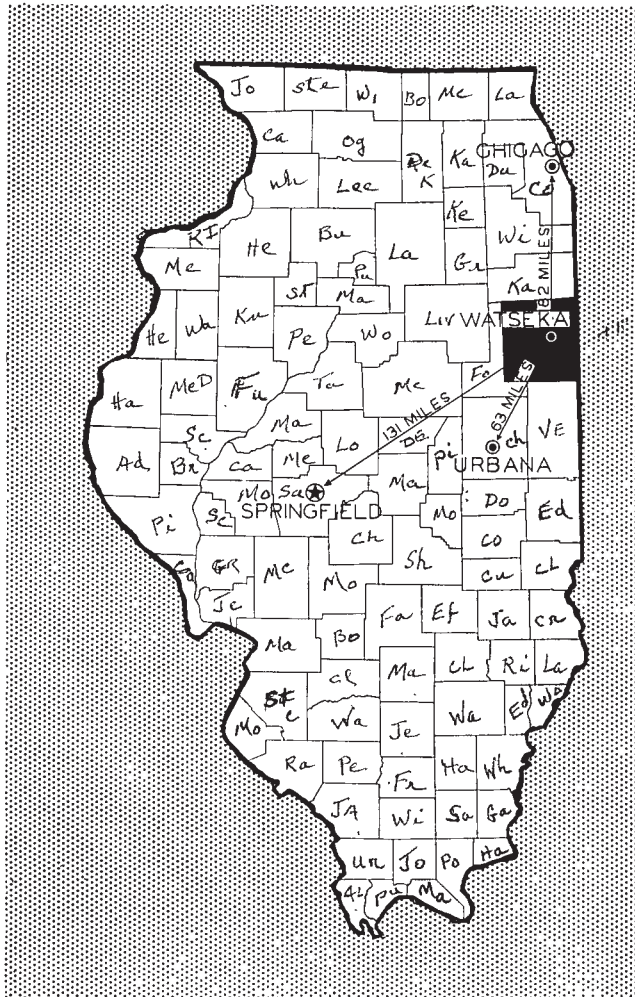 Jo Ste Wi Bo Mc La
Ca Og De K Ka Du CHICAGO
Wh Lee Co
Ke
RI He Bu La Wi
Me Gr
Pu Ka 82 MILES
St Ma
He Wa Kn Pe Wo Liv WATSEKA
Fo
Ha McD Fu Ta Mc
131 MILES 63 MILES
Ma
Sc Lo ch VE
Ad Br Ca Me Pi URBANA
Mo Sa Ma
SPRINGFIELD
Pi Sc Mo Do Ed
Ch
Co
GR Mc Mo Sh Cu CL
Je
Fa Ef Ja Cr
Ma Bo
CL Ma CL Ri La
St C Wa Wa Ed Wa
Mo Je
Ra Pe Ha Wh
Fr
JA Wi Sa Ga
Un Jo Po Ha
AL Pu Ma